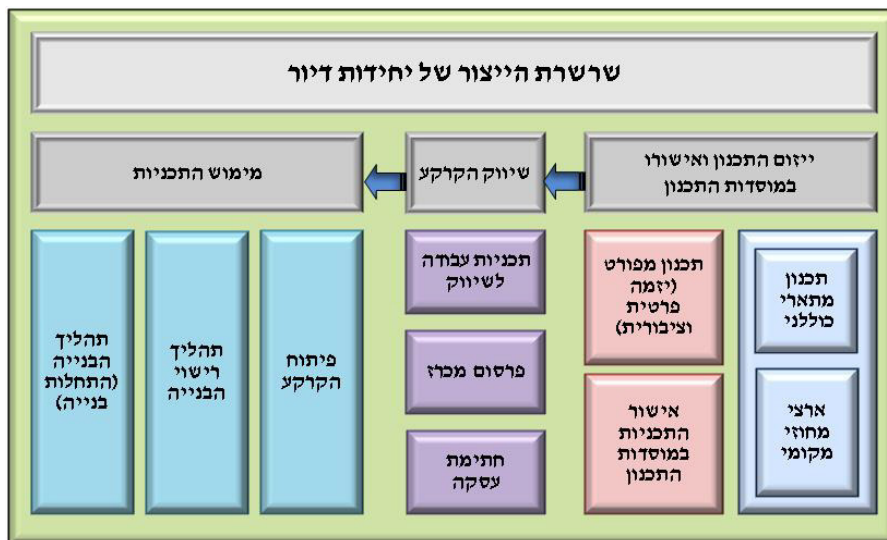 שרשרת הייצור של יחידות דיור
ייזום התכנון ואישורו
במוסדות התכנון
שיווק הקרקע
מימוש התכניות
תכנון
מתארי
כוללני
ארצי
מחוזי
מקומי
תכנון מפורט
(יזמה
פרטית
וציבורית)
אישור
התכניות
במוסדות
התכנון
תכניות עבודה
לשיווק
פרסום מכרז
חתימת
עסקה
פיתוח
הקרקע
תהליך
רישוי
הבנייה
תהליך
הבנייה
(התחלות
בנייה)